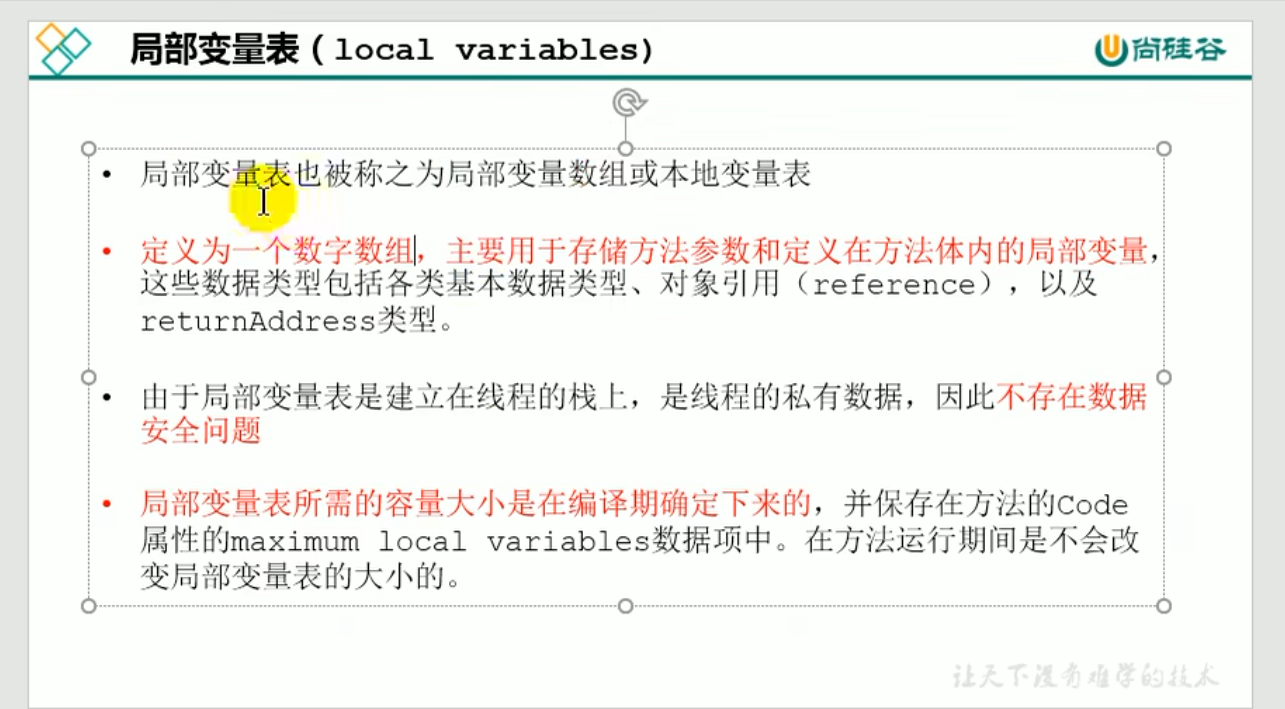 局部变量表(local variables)
尚硅谷
• 局部变量表也被称之为局部变量数组或本地变量表
• 定义为一个数字数组，主要用于存储方法参数和定义在方法体内的局部变量，
这些数据类型包括各类基本数据类型、对象引用（reference），以及
returnAddress类型。
• 由于局部变量表是建立在线程的栈上，是线程的私有数据，因此不存在数据
安全问题
• 局部变量表所需的容量大小是在编译期确定下来的，并保存在方法的Code
属性的maximum local variables数据项中。在方法运行期间是不会改
变局部变量表的大小的。
让天下没有难学的技术